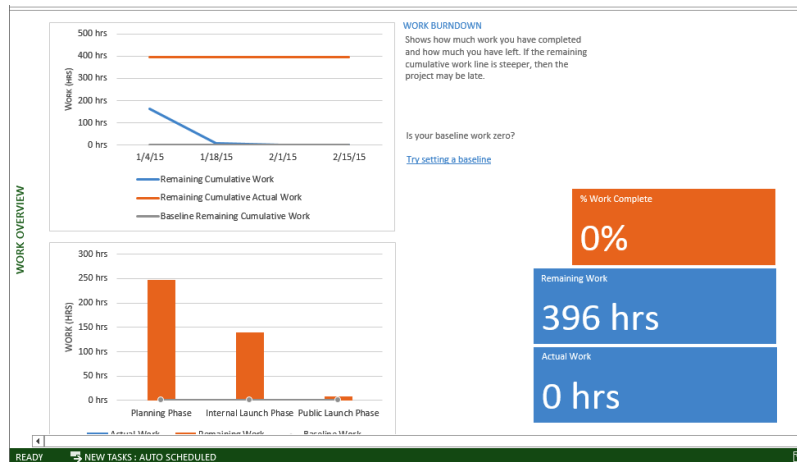 WORK OVERVIEW
WORK (HRS)
500 hrs
400 hrs
300 hrs
200 hrs
100 hrs
0 hrs
1/4/15 1/18/15 2/1/15 2/15/15
Remaining Cumulative Work
Remaining Cumulative Actual Work
Baseline Remaining Cumulative Work
WORK BURNDOWN
Shows how much work you have completed
and how much you have left. If the remaining
cumulative work line is steeper, then the
project may be late.
Is your baseline work zero?
Try setting a baseline
% Work Complete
0%
Remaining Work
396 hrs
Actual Work
0 hrs
WORK (HRS)
300 hrs
250 hrs
200 hrs
150 hrs
100 hrs
50 hrs
0 hrs
Planning Phase Internal Launch Phase Public Launch Phase
Actual Work Remaining Work Baseline Work
READY NEW TASKS : AUTO SCHEDULED